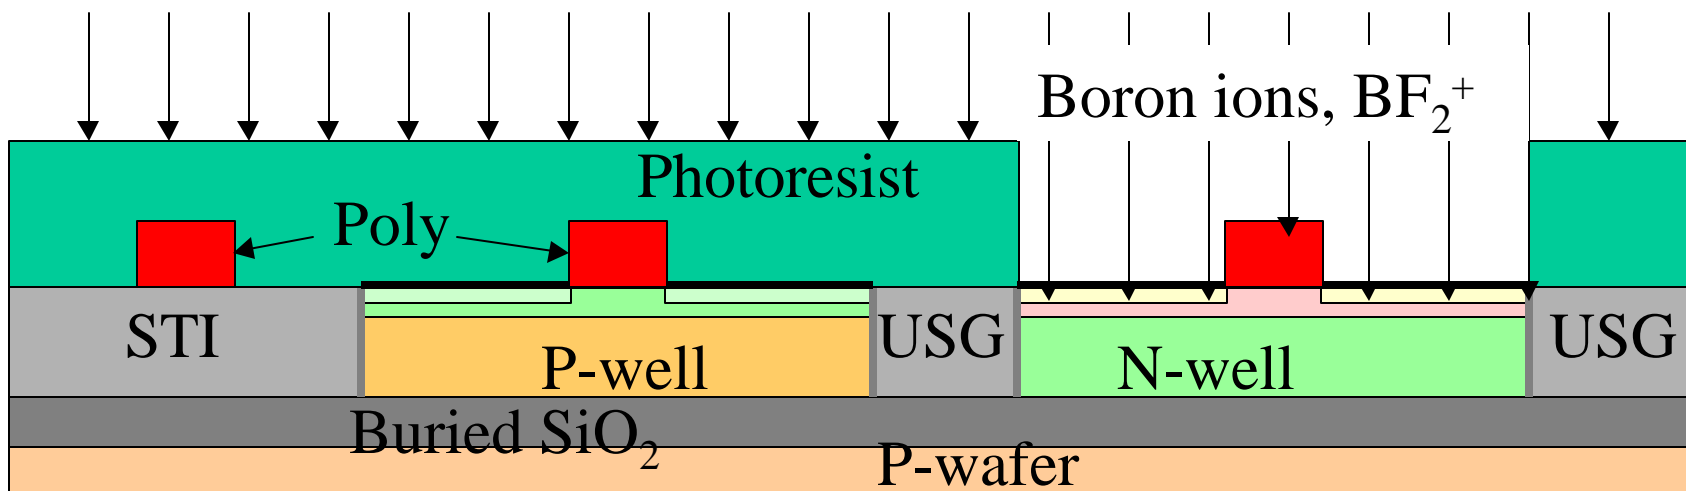 Boron ions, BF₂⁺
Photoresist
Poly
STI
P-well
USG
N-well
USG
Buried SiO₂
P-wafer